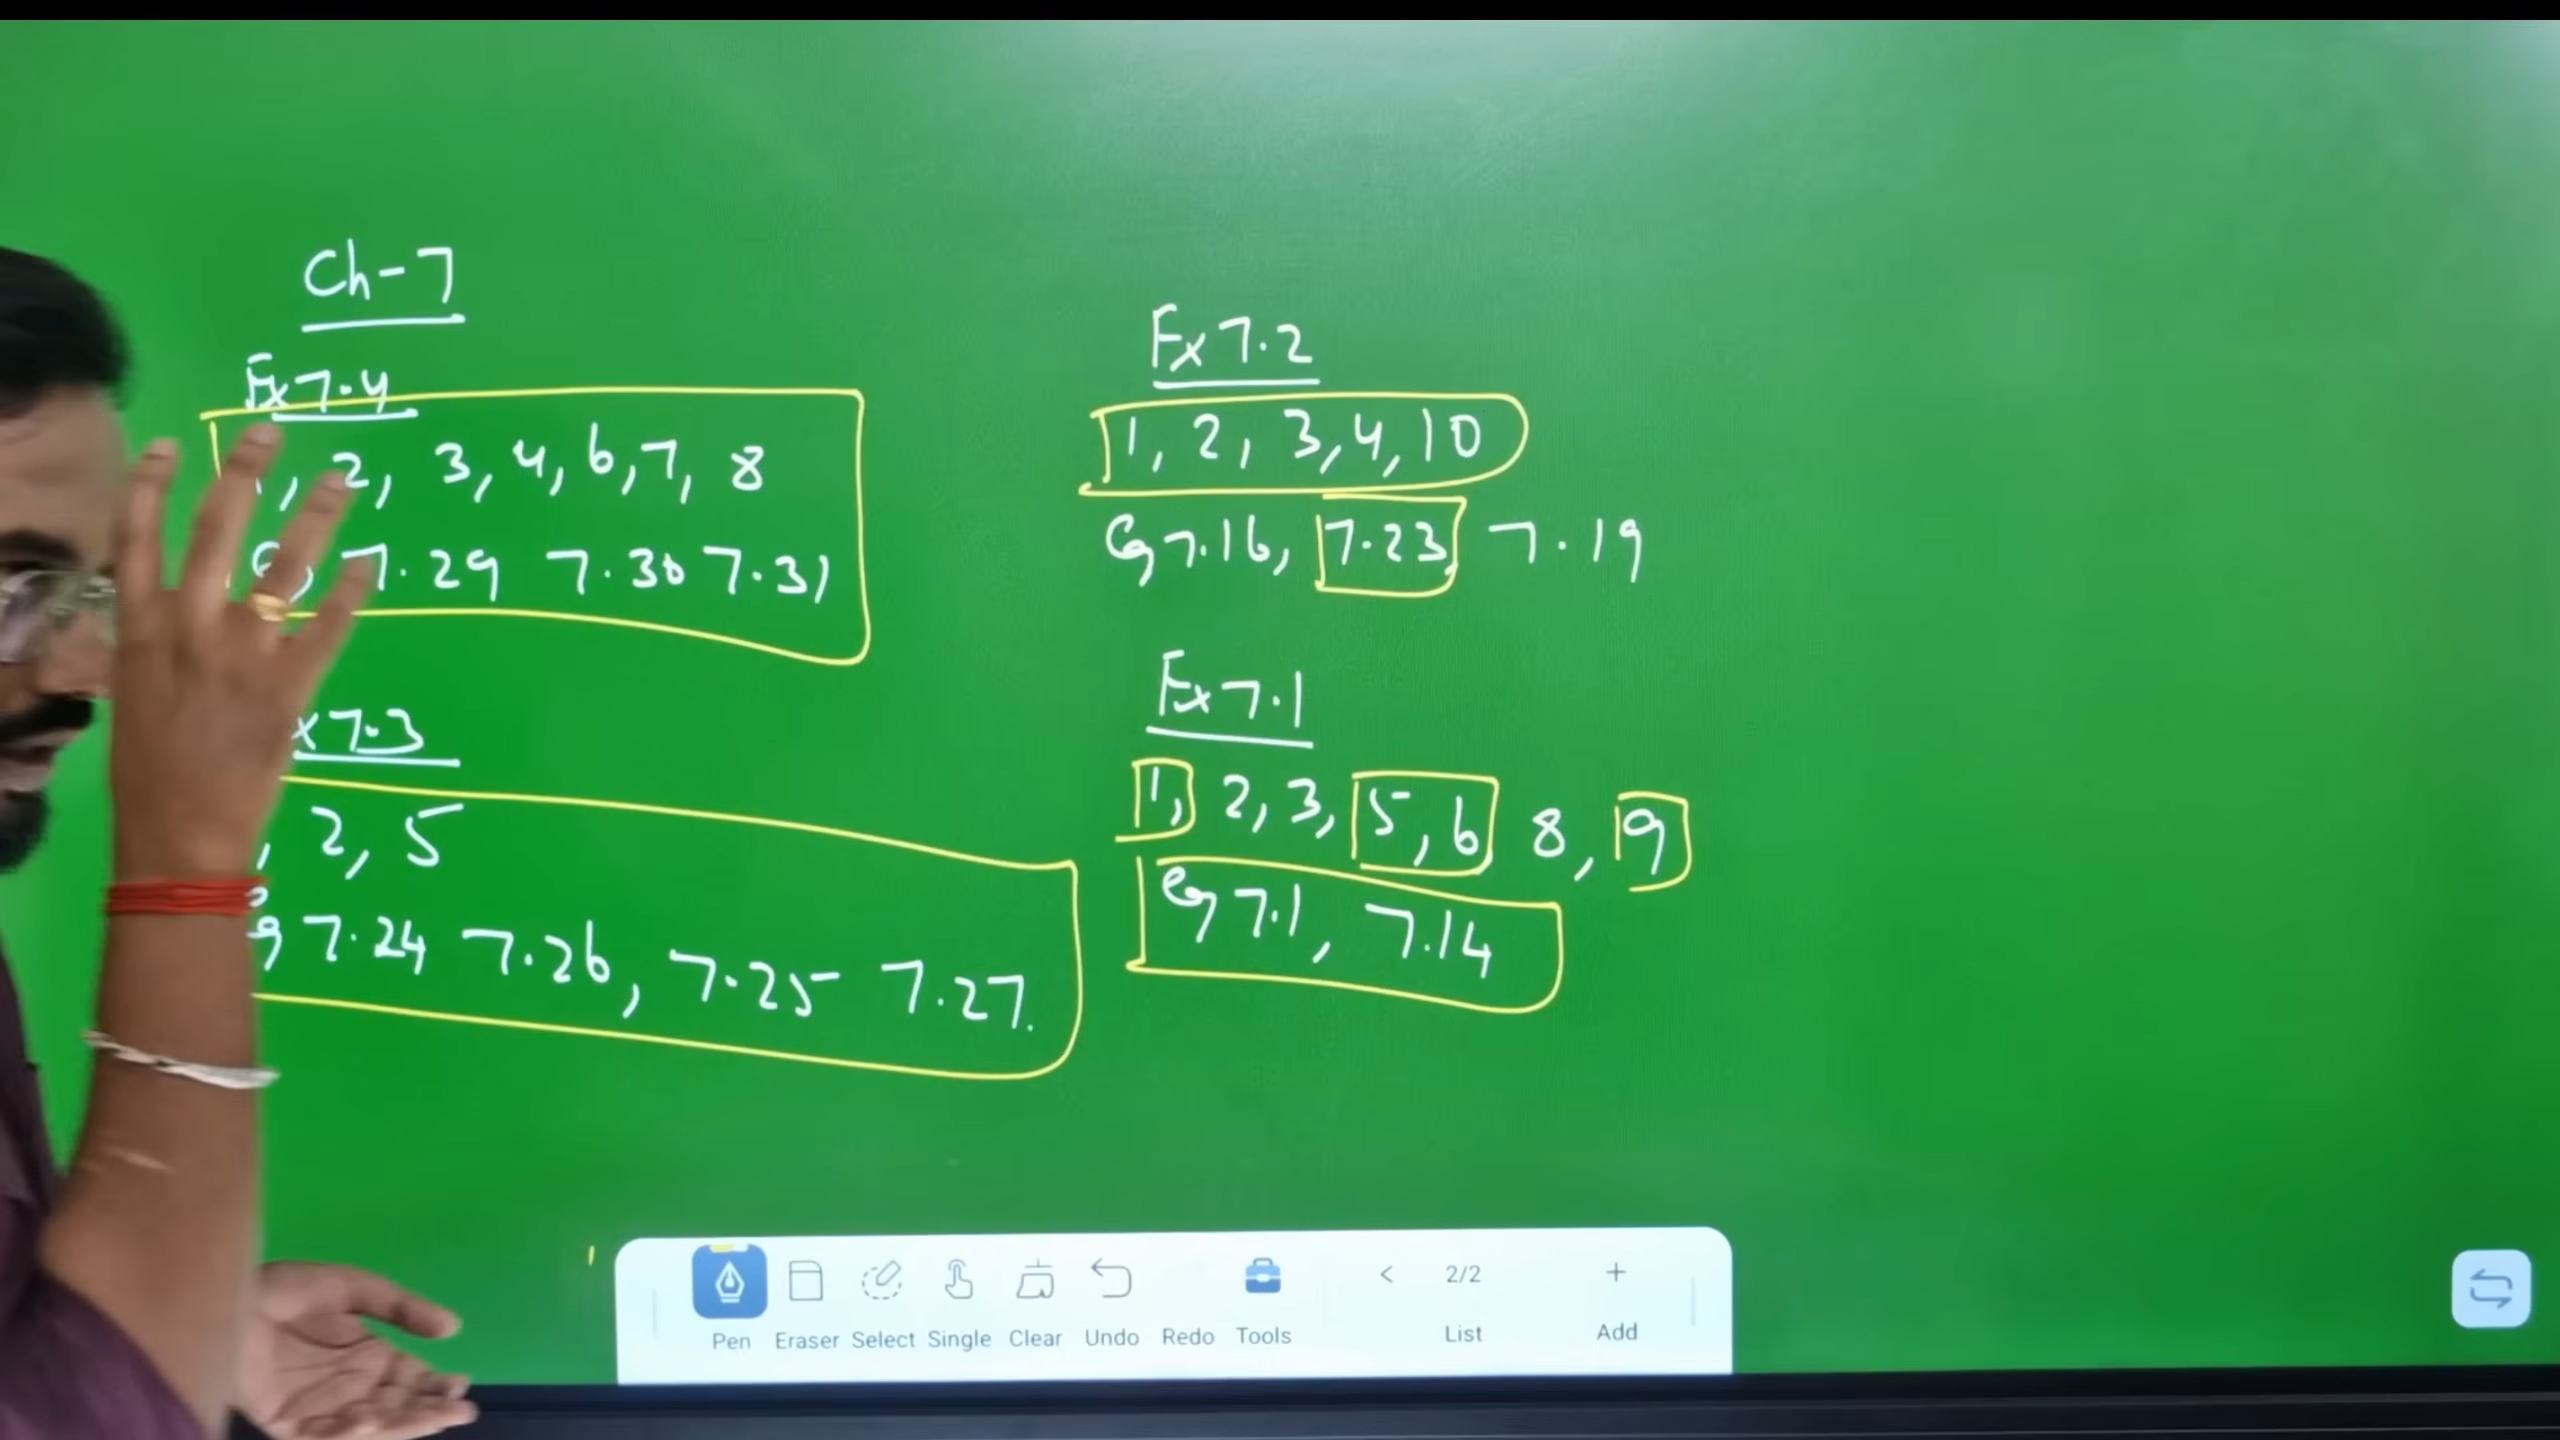 Ch-7
Ex 7.4
, 2, 3, 4, 6, 7, 8
7.29 7.30 7.31
x 7.3
, 2, 5
g 7.24 7.26, 7.25 7.27.
Ex 7.2
1, 2, 3, 4, 10
Eg 7.16, 7.23, 7.19
Ex 7.1
1, 2, 3, 5, 6 8, 9
Eg 7.1, 7.14
2/2
Pen Eraser Select Single Clear Undo Redo Tools List Add